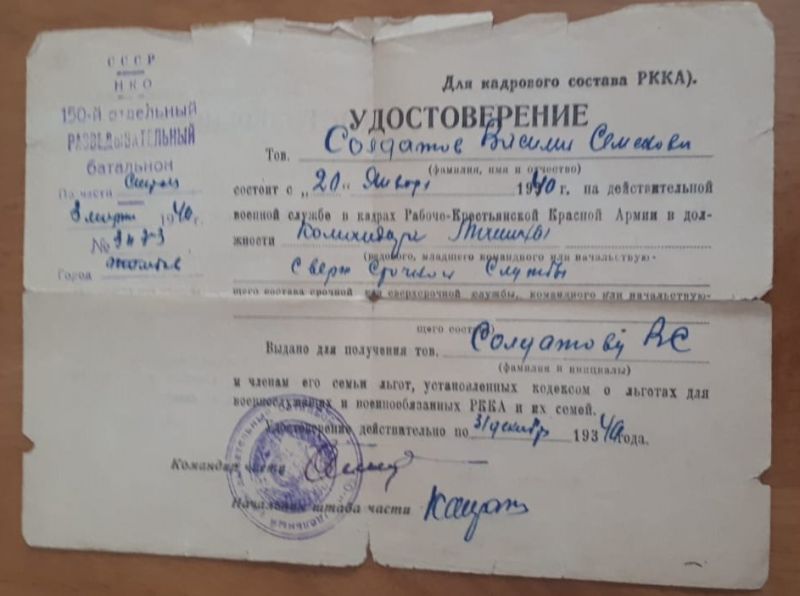 СССР
НКО
150-й отдельный
РАЗВЕДЫВАТЕЛЬНЫЙ
батальон
По части
8 марта 1940 г.
№
Город
Для кадрового состава РККА).
УДОСТОВЕРЕНИЕ
Тов. Солдатов Василий Семенович
(фамилия, имя и отчество)
состоит с „20“ Января 1940 г. на действительной
военной службе в кадрах Рабоче-Крестьянской Красной Армии в дол-
жности Командира Машины
(рядового, младшего командного или начальствую-
Сверх Срочной Службы
щего состава срочной или сверхсрочной службы, командного или начальствую-
щего состава)
Выдано для получения тов. Солдатову ВС
(фамилия и инициалы)
и членам его семьи льгот, установленных кодексом о льготах для
военнослужащих и военнообязанных РККА и их семей.
Удостоверение действительно по 31 декабр 1940 года.
Командир части
Начальник штаба части